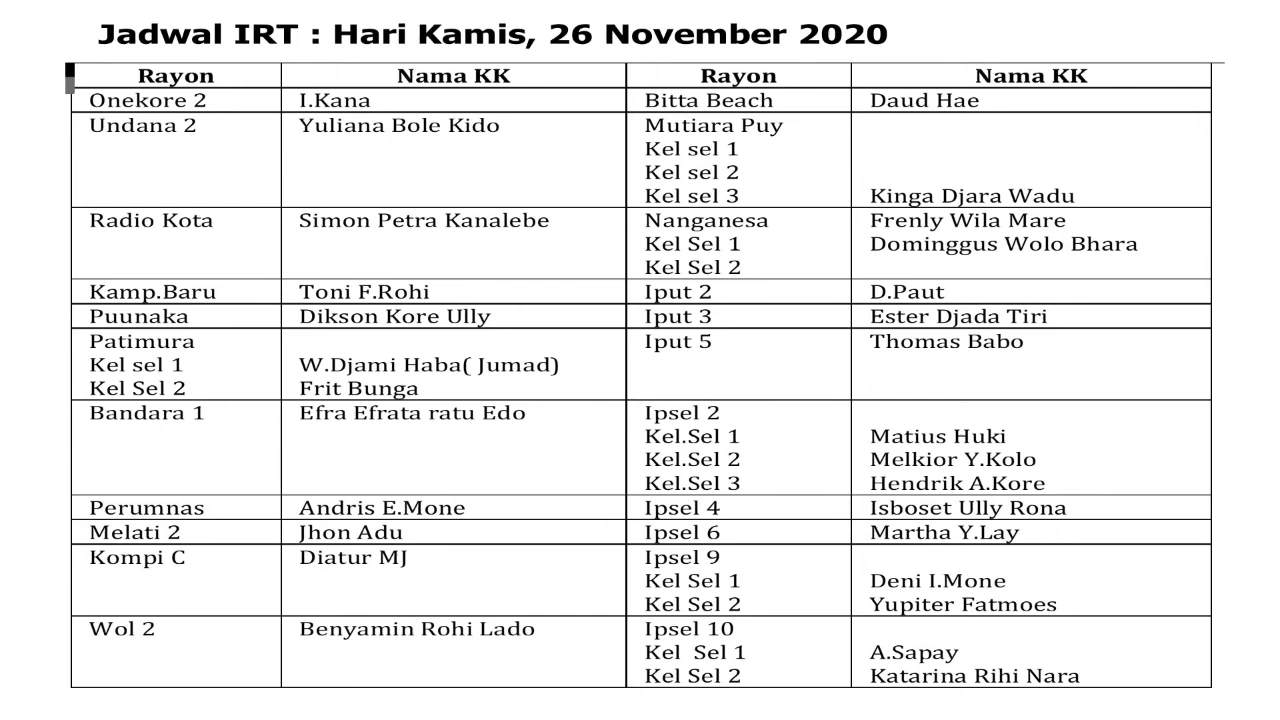 Jadwal IRT : Hari Kamis, 26 November 2020
Rayon Nama KK Rayon Nama KK
Onekore 2 I.Kana Bitta Beach Daud Hae
Undana 2 Yuliana Bole Kido Mutiara Puy
Kel sel 1
Kel sel 2
Kel sel 3 Kinga Djara Wadu
Radio Kota Simon Petra Kanalebe Nanganesa Frenly Wila Mare
Kel Sel 1 Dominggus Wolo Bhara
Kel Sel 2
Kamp.Baru Toni F.Rohi Iput 2 D.Paut
Puunaka Dikson Kore Ully Iput 3 Ester Djada Tiri
Patimura Iput 5 Thomas Babo
Kel sel 1 W.Djami Haba( Jumad)
Kel Sel 2 Frit Bunga
Bandara 1 Efra Efrata ratu Edo Ipsel 2
Kel.Sel 1 Matius Huki
Kel.Sel 2 Melkior Y.Kolo
Kel.Sel 3 Hendrik A.Kore
Perumnas Andris E.Mone Ipsel 4 Isboset Ully Rona
Melati 2 Jhon Adu Ipsel 6 Martha Y.Lay
Kompi C Diatur MJ Ipsel 9
Kel Sel 1 Deni I.Mone
Kel Sel 2 Yupiter Fatmoes
Wol 2 Benyamin Rohi Lado Ipsel 10
Kel  Sel 1 A.Sapay
Kel Sel 2 Katarina Rihi Nara